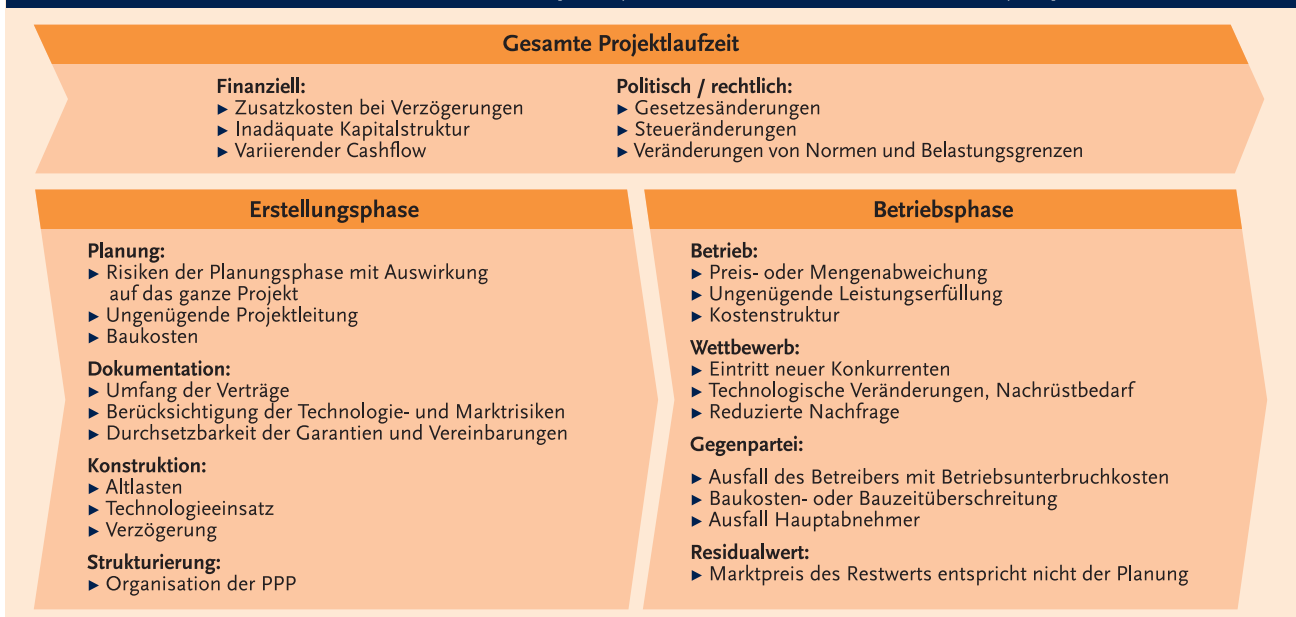 Gesamte Projektlaufzeit
Finanziell:
▸ Zusatzkosten bei Verzögerungen
▸ Inadäquate Kapitalstruktur
▸ Variierender Cashflow
Politisch / rechtlich:
▸ Gesetzesänderungen
▸ Steueränderungen
▸ Veränderungen von Normen und Belastungsgrenzen
Erstellungsphase
Planung:
▸ Risiken der Planungsphase mit Auswirkung
auf das ganze Projekt
▸ Ungenügende Projektleitung
▸ Baukosten
Dokumentation:
▸ Umfang der Verträge
▸ Berücksichtigung der Technologie- und Marktrisiken
▸ Durchsetzbarkeit der Garantien und Vereinbarungen
Konstruktion:
▸ Altlasten
▸ Technologieeinsatz
▸ Verzögerung
Strukturierung:
▸ Organisation der PPP
Betriebsphase
Betrieb:
▸ Preis- oder Mengenabweichung
▸ Ungenügende Leistungserfüllung
▸ Kostenstruktur
Wettbewerb:
▸ Eintritt neuer Konkurrenten
▸ Technologische Veränderungen, Nachrüstbedarf
▸ Reduzierte Nachfrage
Gegenpartei:
▸ Ausfall des Betreibers mit Betriebsunterbruchkosten
▸ Baukosten- oder Bauzeitüberschreitung
▸ Ausfall Hauptabnehmer
Residualwert:
▸ Marktpreis des Restwerts entspricht nicht der Planung